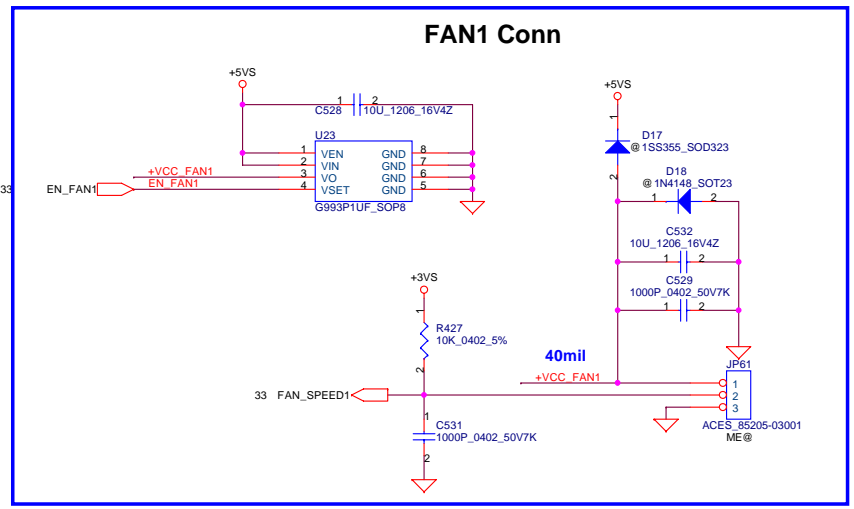 FAN1 Conn
+5VS
1
2
C528
10U_1206_16V4Z
U23
1
VEN
GND
8
2
VIN
GND
7
3
VO
GND
6
4
VSET
GND
5
G993P1UF_SOP8
+VCC_FAN1
EN_FAN1
33
EN_FAN1
+5VS
1
D17
@ 1SS355_SOD323
2
D18
@ 1N4148_SOT23
1
2
C532
10U_1206_16V4Z
1
2
C529
1000P_0402_50V7K
1
2
+3VS
1
R427
10K_0402_5%
2
40mil
+VCC_FAN1
33 FAN_SPEED1
1
C531
1000P_0402_50V7K
2
JP61
1
2
3
ACES_85205-03001
ME@